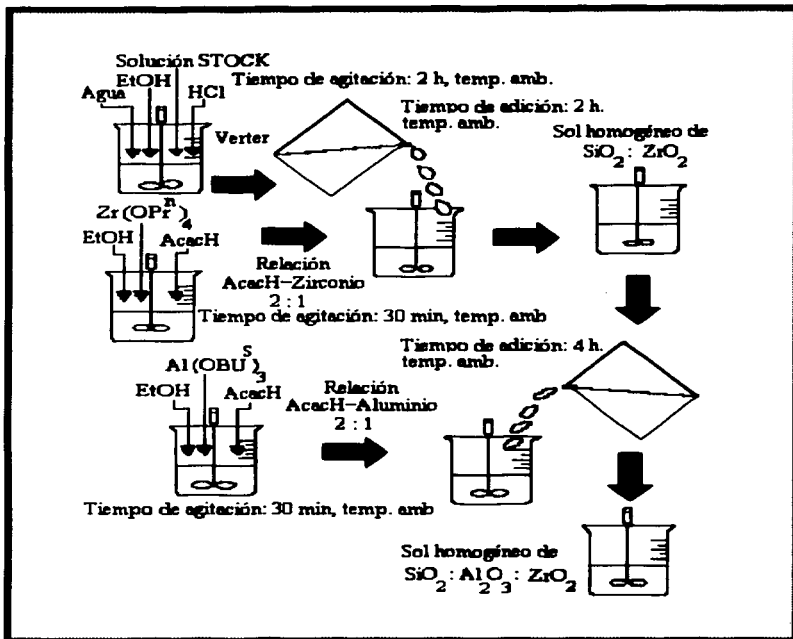 Solución STOCK
EtOH
Agua
HCl
Tiempo de agitación: 2 h, temp. amb.
Verter
Tiempo de adición: 2 h.
temp. amb.
Sol homogéneo de
SiO2 : ZrO2
Zr(OPr^n)4
EtOH
AcacH
Relación
AcacH-Zirconio
2 : 1
Tiempo de agitación: 30 min, temp. amb
Tiempo de adición: 4 h.
temp. amb.
Al(OBU^S)3
EtOH
AcacH
Relación
AcacH-Aluminio
2 : 1
Tiempo de agitación: 30 min, temp. amb
Sol homogéneo de
SiO2 : Al2O3 : ZrO2